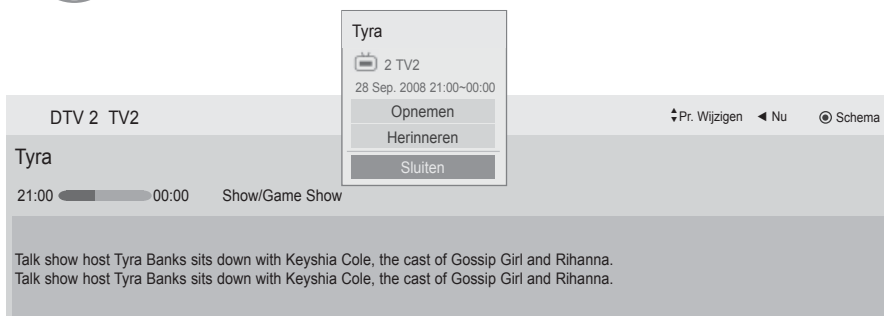 Tyra
2 TV2
28 Sep. 2008 21:00~00:00
Opnemen
Herinneren
Sluiten
DTV 2 TV2
Pr. Wijzigen ◄ Nu ◉ Schema
Tyra
21:00 00:00 Show/Game Show
Talk show host Tyra Banks sits down with Keyshia Cole, the cast of Gossip Girl and Rihanna.
Talk show host Tyra Banks sits down with Keyshia Cole, the cast of Gossip Girl and Rihanna.